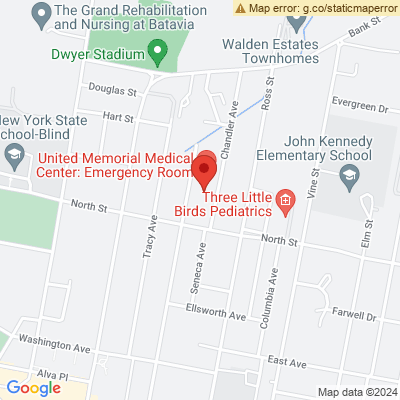 Map error: g.co/staticmaperror
The Grand Rehabilitation
and Nursing at Batavia
Dwyer Stadium
Walden Estates
Townhomes
Bank St
Douglas St
Hart St
Ross St
Chandler Ave
Evergreen Dr
New York State
School-Blind
United Memorial Medical
Center: Emergency Room
John Kennedy
Elementary School
Three Little
Birds Pediatrics
Vine St
North St
North St
Elm St
Tracy Ave
Seneca Ave
Columbia Ave
Ellsworth Ave
Farwell Dr
Washington Ave
East Ave
Alva Pl
Google
Map data ©2024